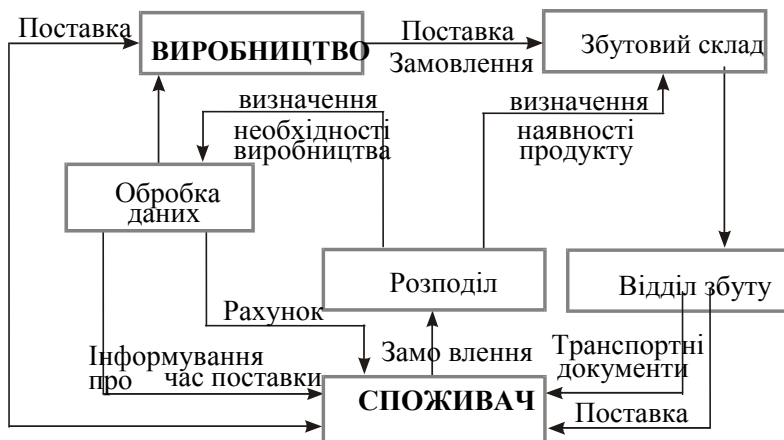 Поставка
ВИРОБНИЦТВО
Поставка
Замовлення
Збутовий склад
визначення
необхідності
виробництва
визначення
наявності
продукту
Обробка
даних
Розподіл
Відділ збуту
Рахунок
Інформування
про час поставки
Замо влення
Транспортні
документи
СПОЖИВАЧ
Поставка